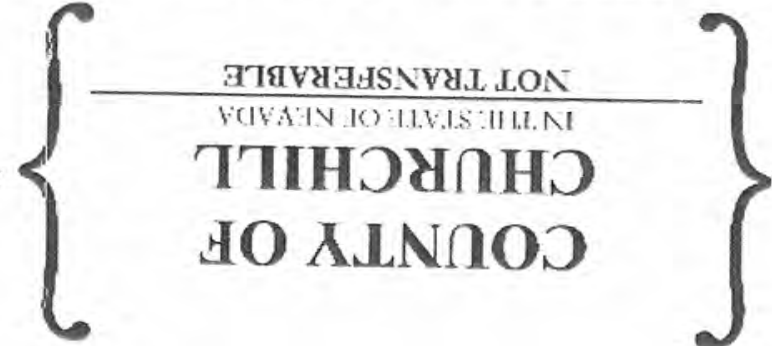 COUNTY OF
CHURCHILL
IN THE STATE OF NEVADA
NOT TRANSFERABLE